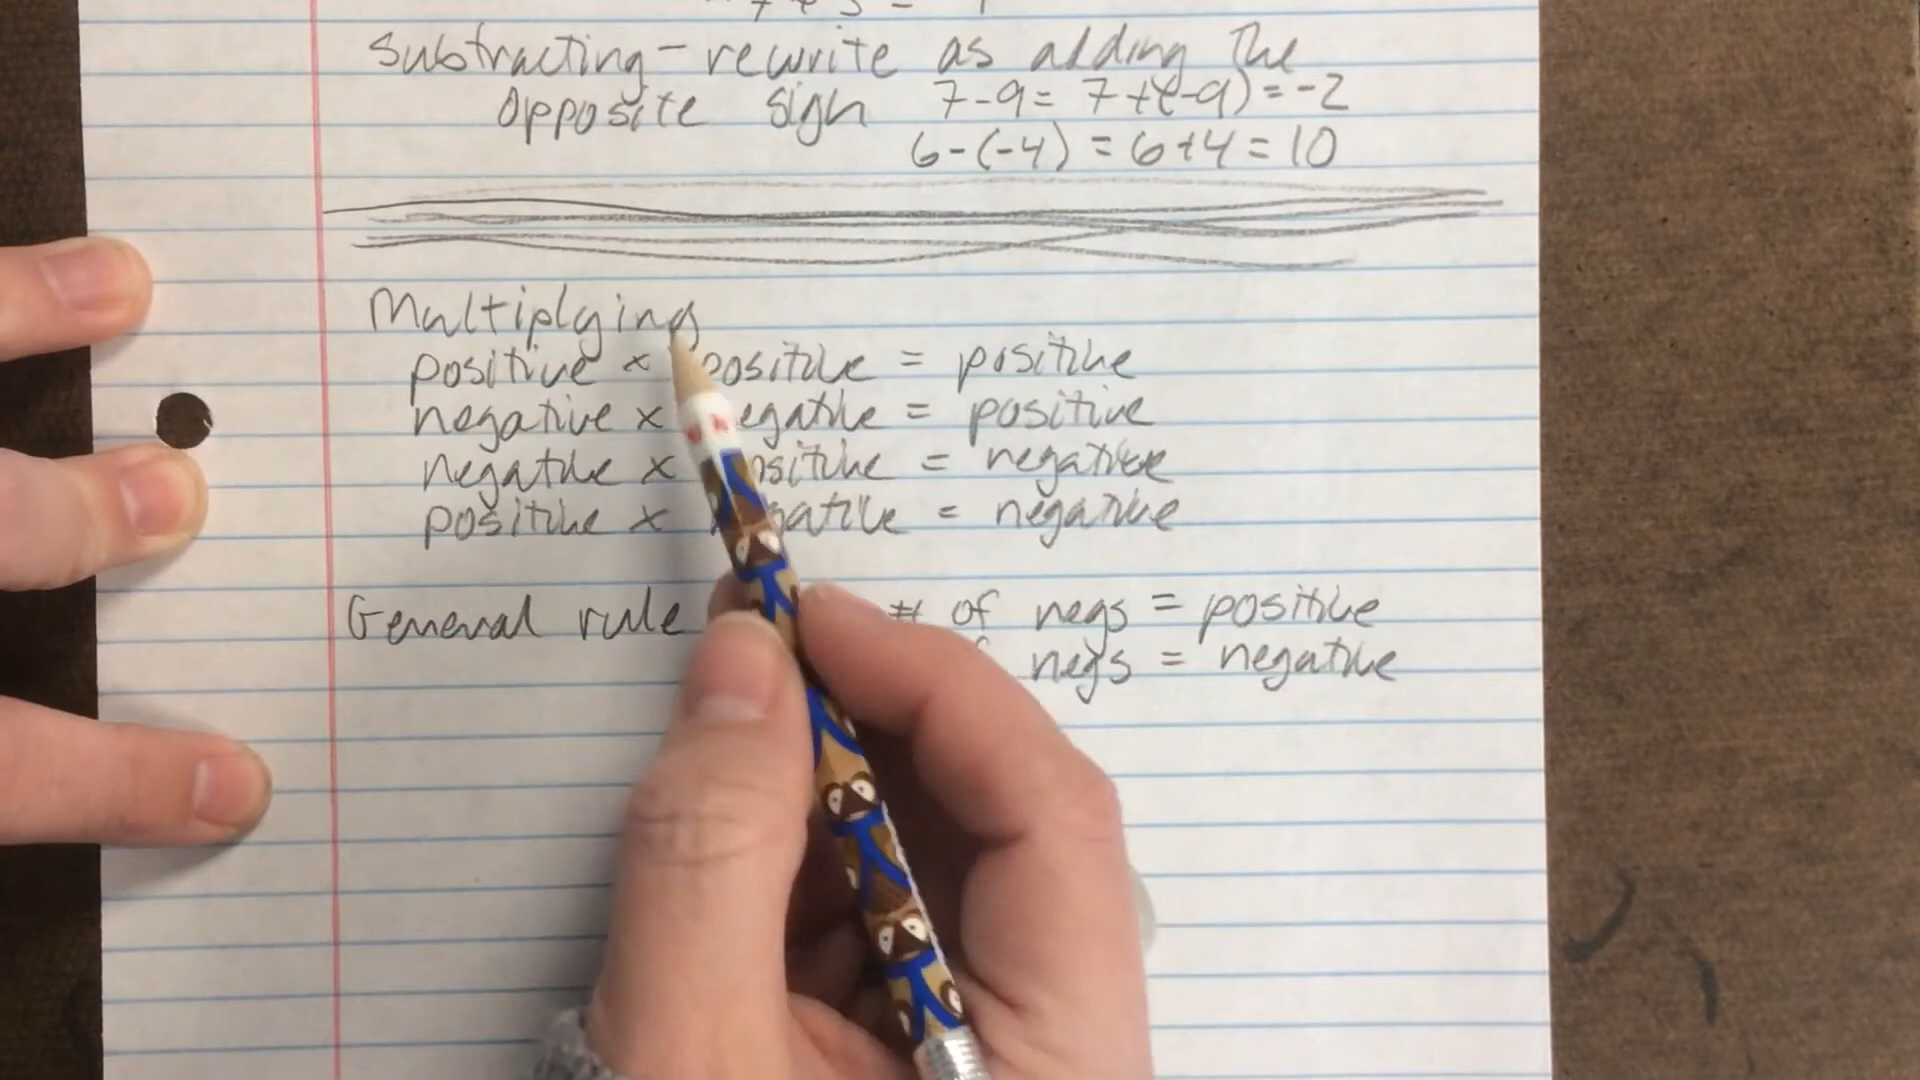 Subtracting - rewrite as adding the
opposite sign 7-9 = 7+(-9) = -2
6-(-4) = 6+4 = 10
Multiplying
positive x positive = positive
negative x negative = positive
negative x positive = negative
positive x negative = negative
General rule # of negs = positive
negs = negative